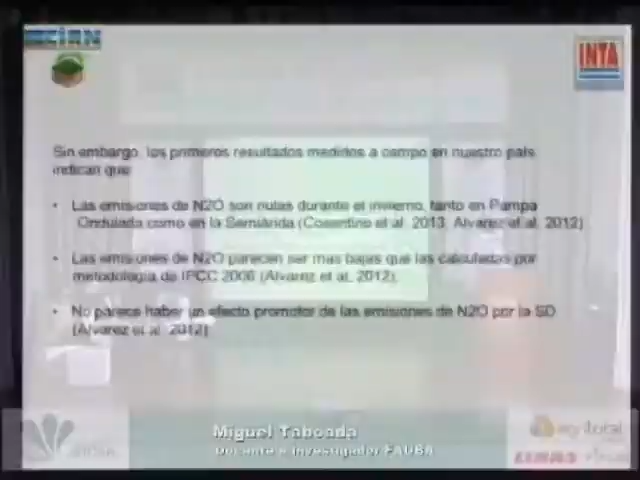 CIRN
INTA
Sin embargo, los primeros resultados medidos a campo en nuestro país
indican que
• Las emisiones de N2O son nulas durante el invierno, tanto en Pampa
Ondulada como en la Semiárida (Cosentino et al. 2013, Alvarez et al. 2012)
• Las emisiones de N2O parecen ser mas bajas que las calculadas por
metodología de IPCC 2006 (Alvarez et al. 2012).
• No parece haber un efecto promotor de las emisiones de N2O por la SD
(Alvarez et al. 2012)
Miguel Taboada
Docente e investigador FAUBA
agritotal